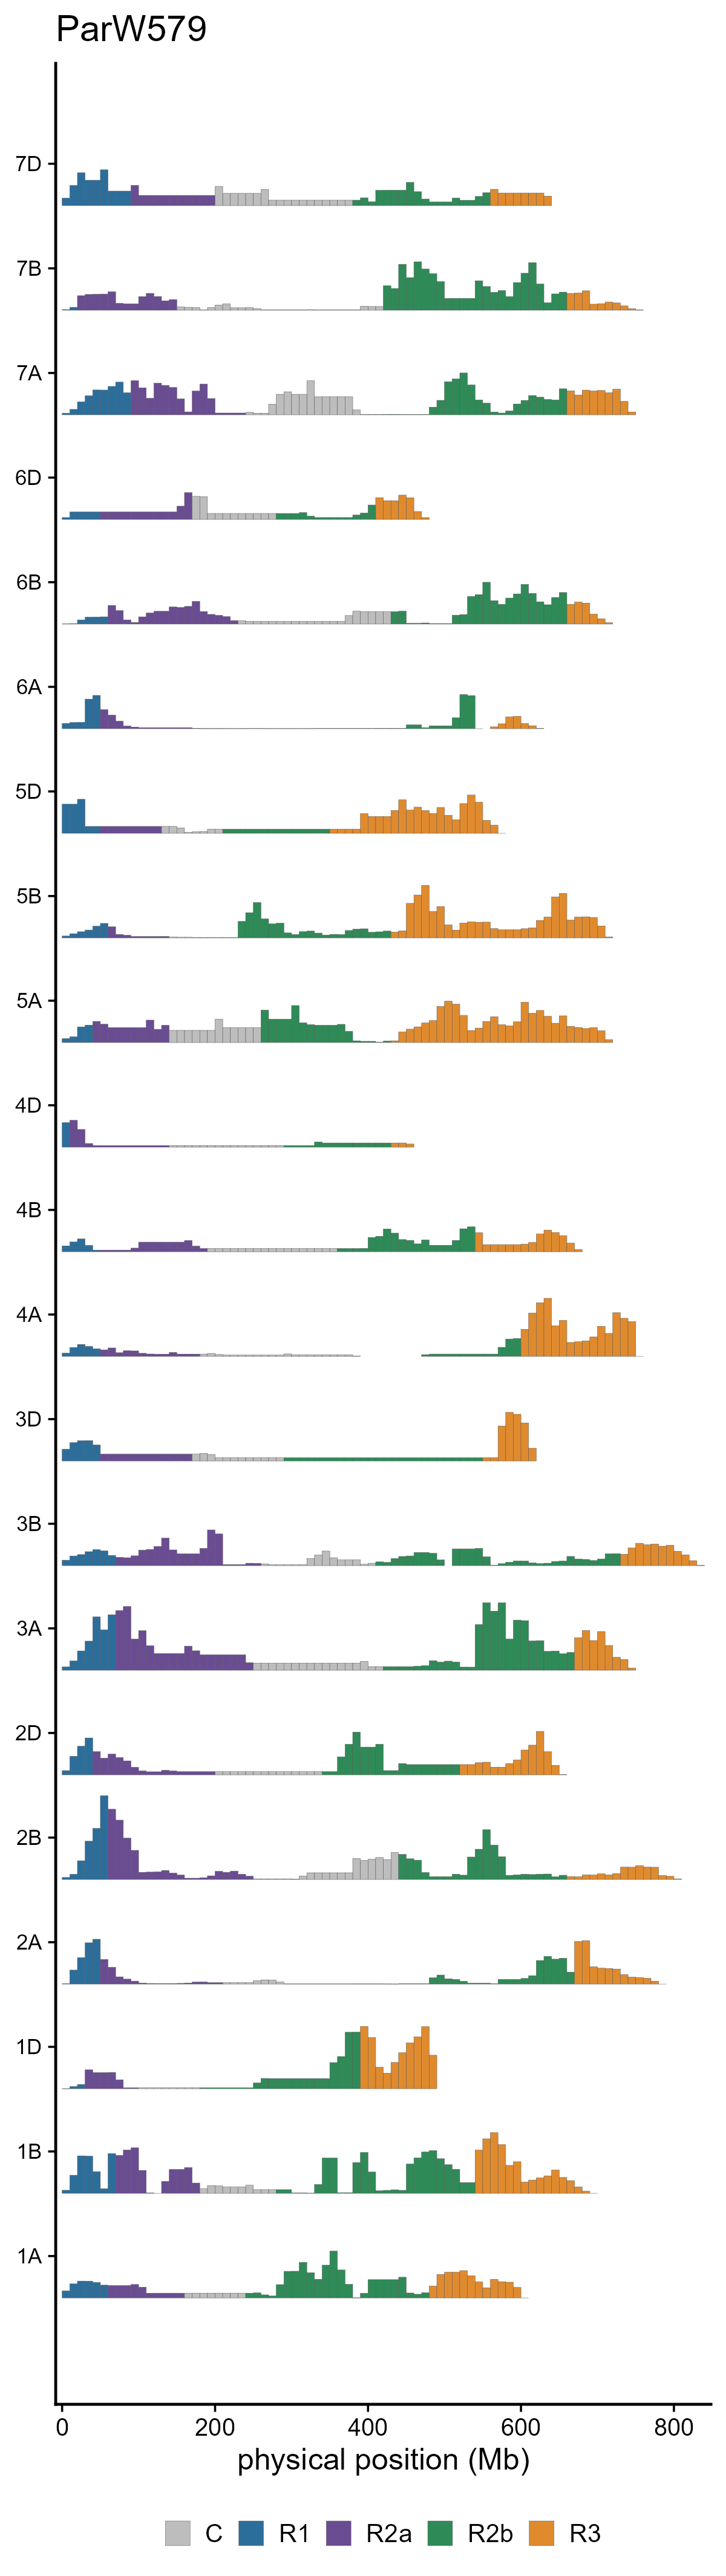 ParW579
7D
7B
7A
6D
6B
6A
5D
5B
5A
4D
4B
4A
3D
3B
3A
2D
2B
2A
1D
1B
1A
0 200 400 600 800
physical position (Mb)
C R1 R2a R2b R3